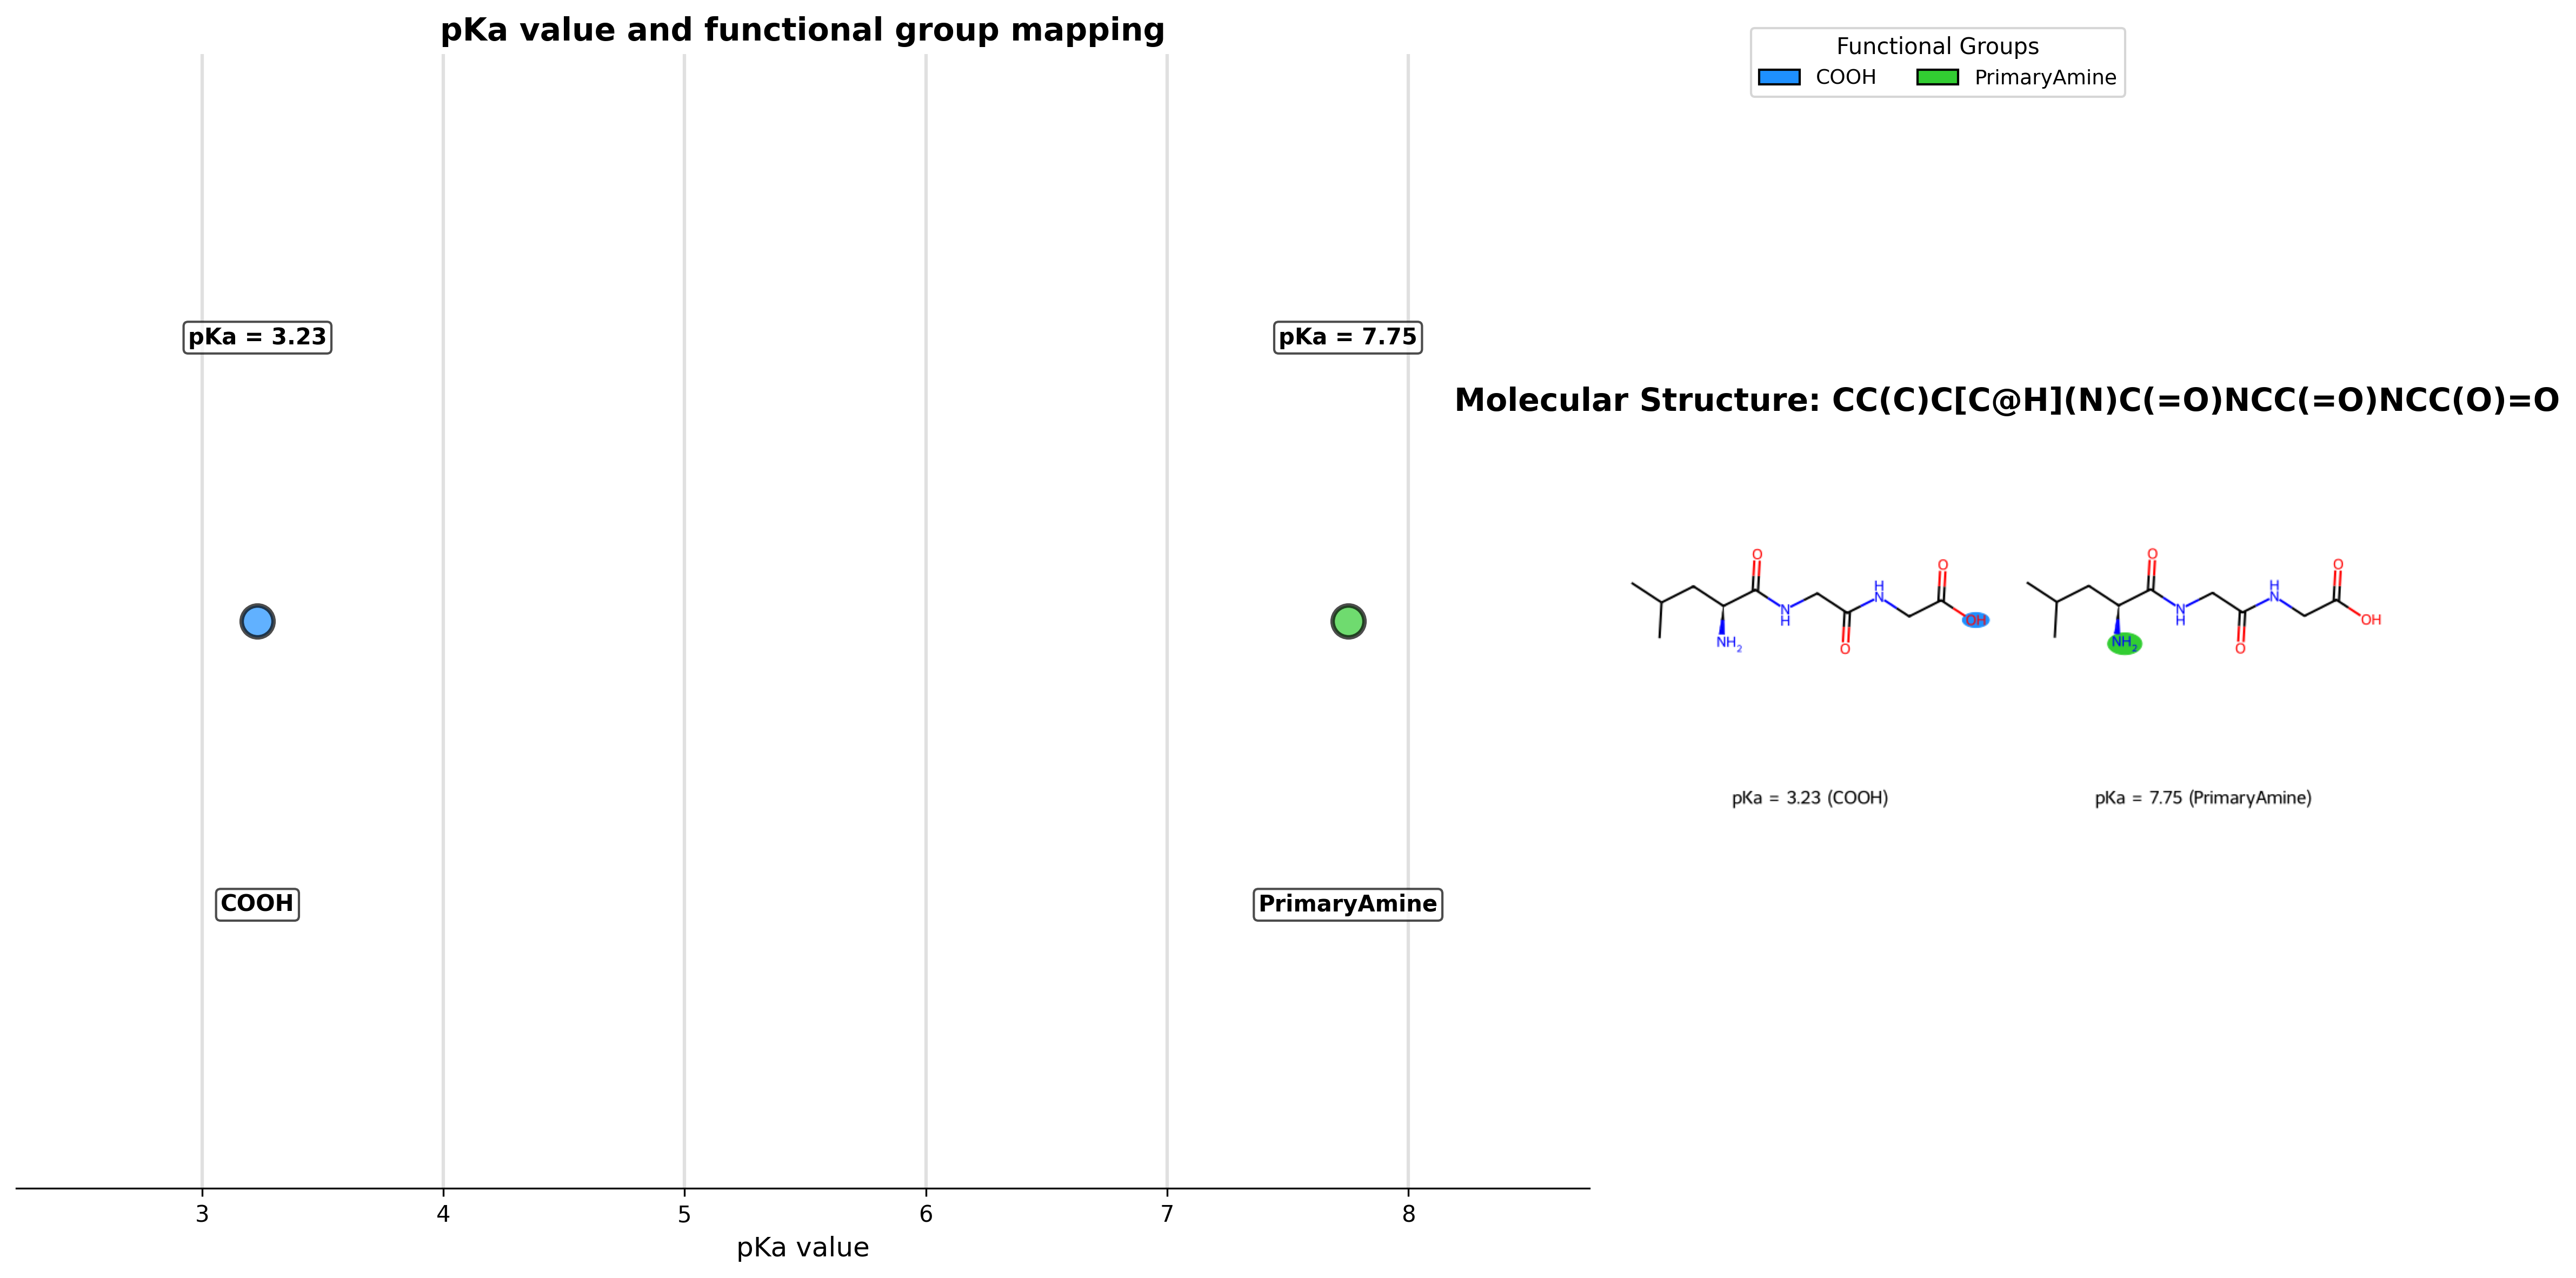 pKa value and functional group mapping
pKa = 3.23
pKa = 7.75
COOH
PrimaryAmine
3 4 5 6 7 8
pKa value
Functional Groups
COOH PrimaryAmine
Molecular Structure: CC(C)C[C@H](N)C(=O)NCC(=O)NCC(O)=O
O
O
H
N
N
H
OH
NH2
O
pKa = 3.23 (COOH)
O
O
H
N
N
H
OH
NH2
O
pKa = 7.75 (PrimaryAmine)